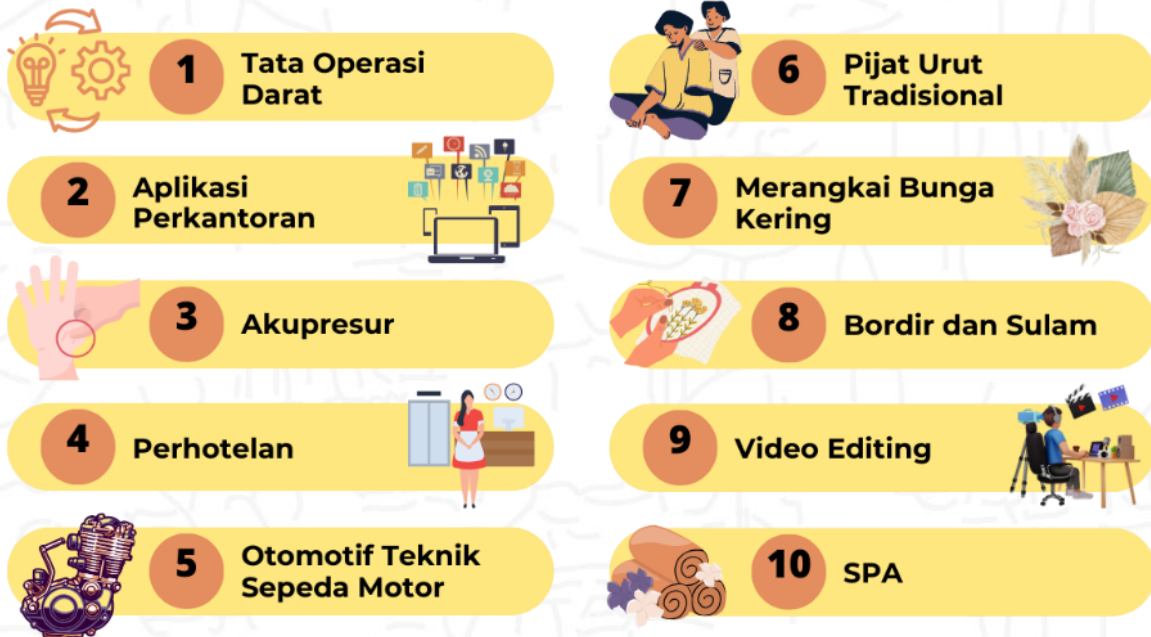 1
Tata Operasi
Darat
2
Aplikasi
Perkantoran
3
Akupresur
4
Perhotelan
5
Otomotif Teknik
Sepeda Motor
6
Pijat Urut
Tradisional
7
Merangkai Bunga
Kering
8
Bordir dan Sulam
9
Video Editing
10
SPA